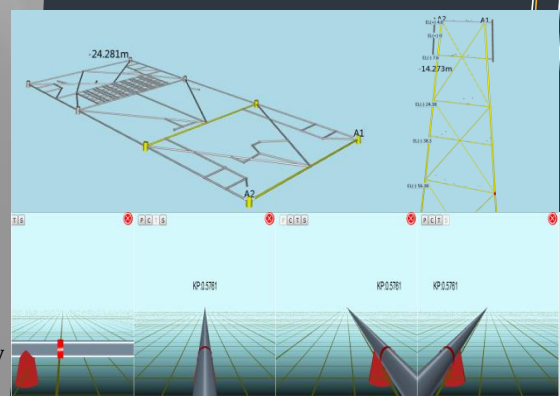 -24.281m
A1
A2
A2
A1
-14.273m
T S
P C T S
P C T S
P C T S
KP:0.5781
KP:0.5781
KP:0.5781
y